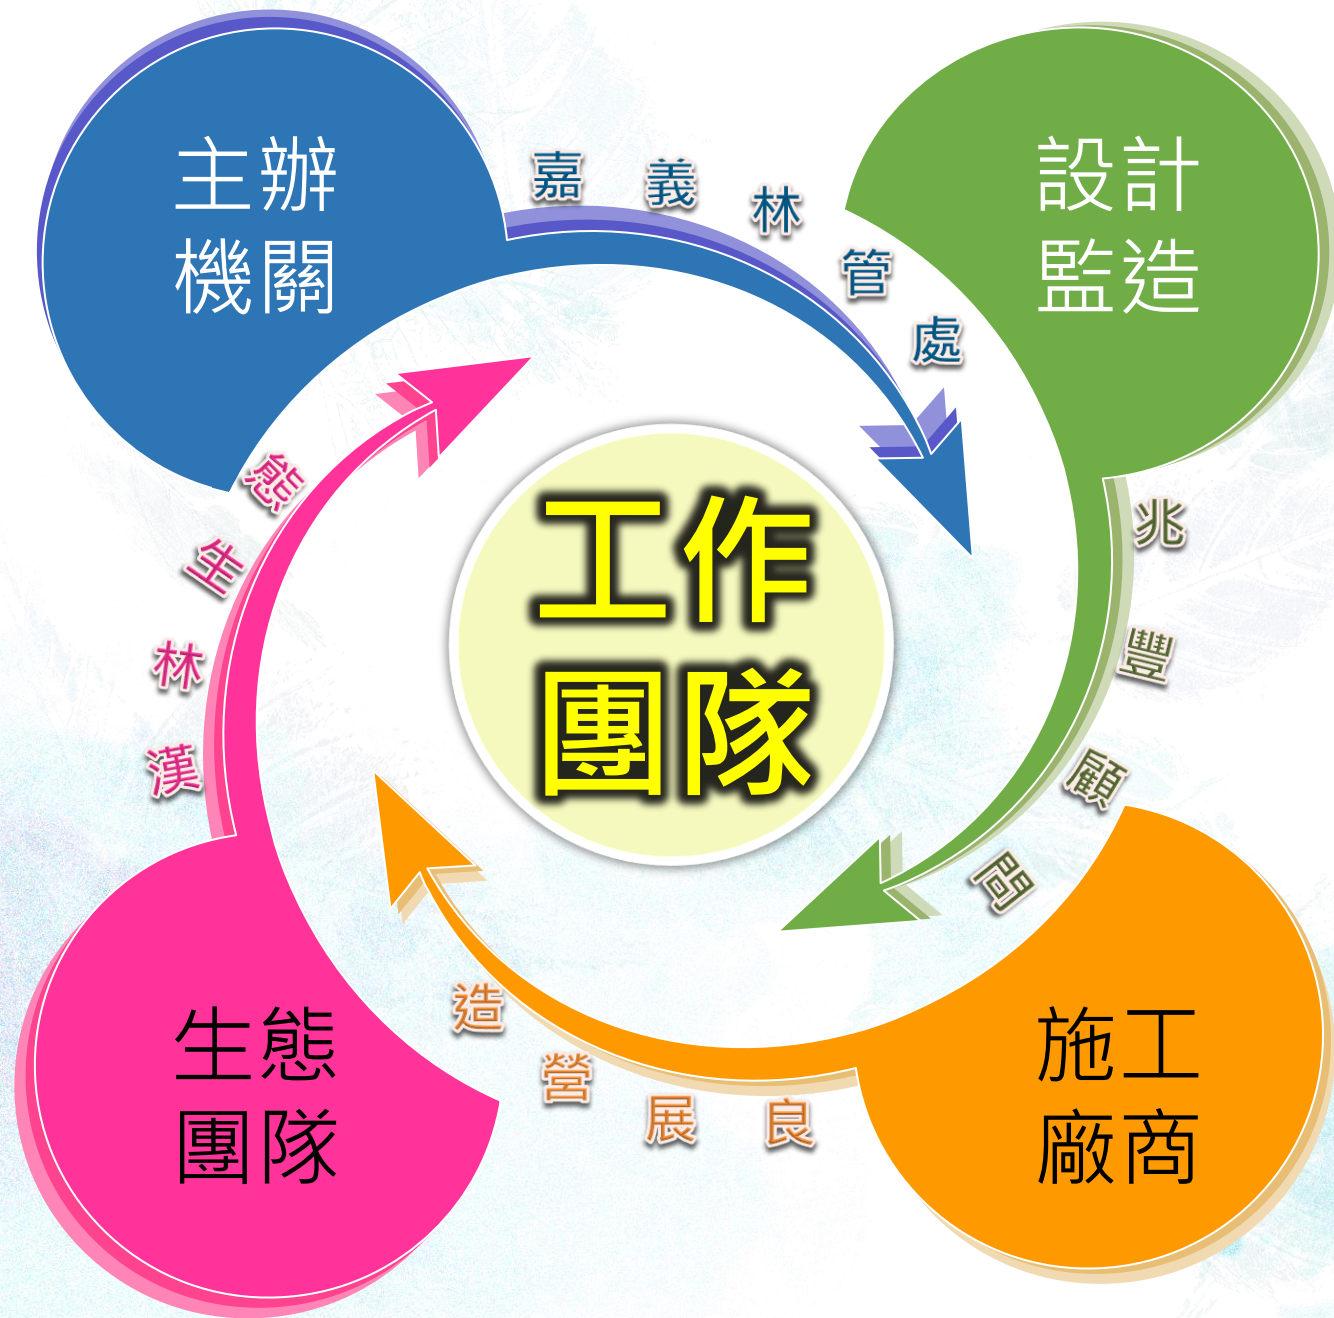 主辦
機關
嘉義林管處
設計
監造
兆豐顧問
施工
廠商
良展營造
生態
團隊
漢林生態
工作
團隊